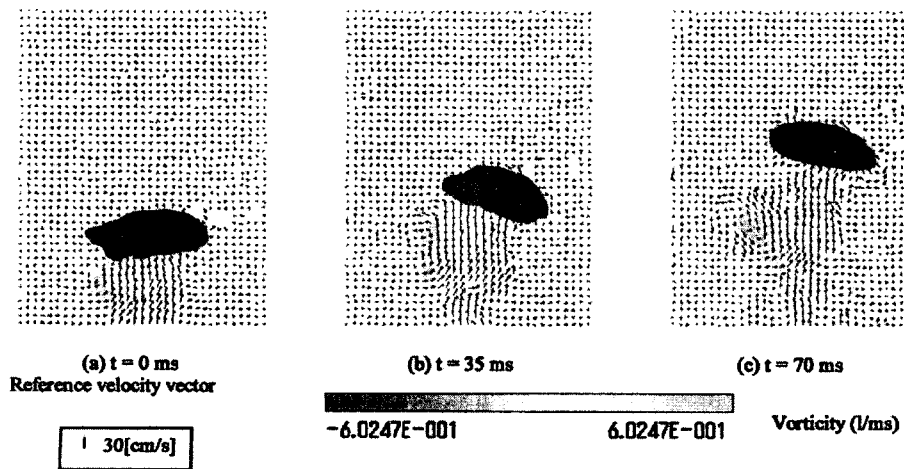 (a) t = 0 ms
(b) t = 35 ms
(c) t = 70 ms
Reference velocity vector
30[cm/s]
-6.0247E-001
6.0247E-001
Vorticity (l/ms)